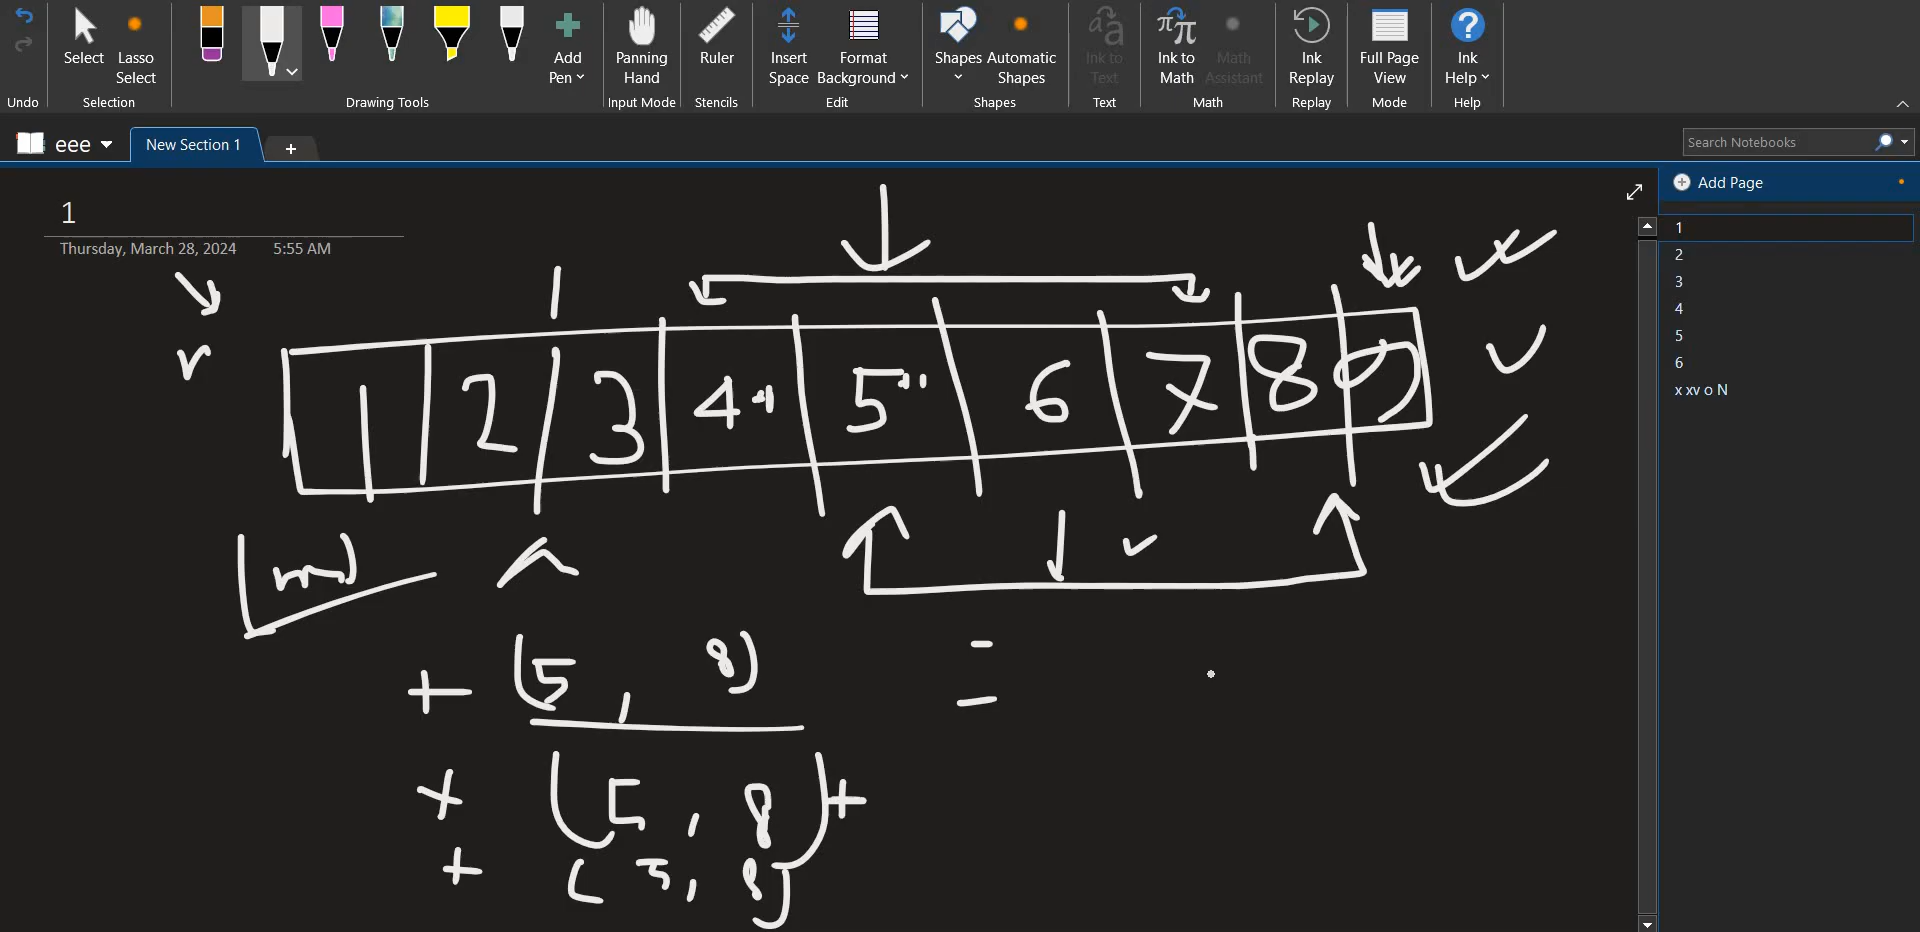 Undo
Select
Lasso Select
Selection
Drawing Tools
Add Pen
Panning Hand
Input Mode
Ruler
Stencils
Insert Space
Format Background
Edit
Shapes
Automatic Shapes
Shapes
Ink to Text
Text
Ink to Math
Math Assistant
Math
Ink Replay
Replay
Full Page View
Mode
Ink Help
Help
eee
New Section 1
Search Notebooks
Add Page
1
2
3
4
5
6
x xv o N
1
Thursday, March 28, 2024 5:55 AM
r
1 2 3 4 5 6 7 8 9
+ (5, 8) =
+ (5, 8) +
+ (5, 8)